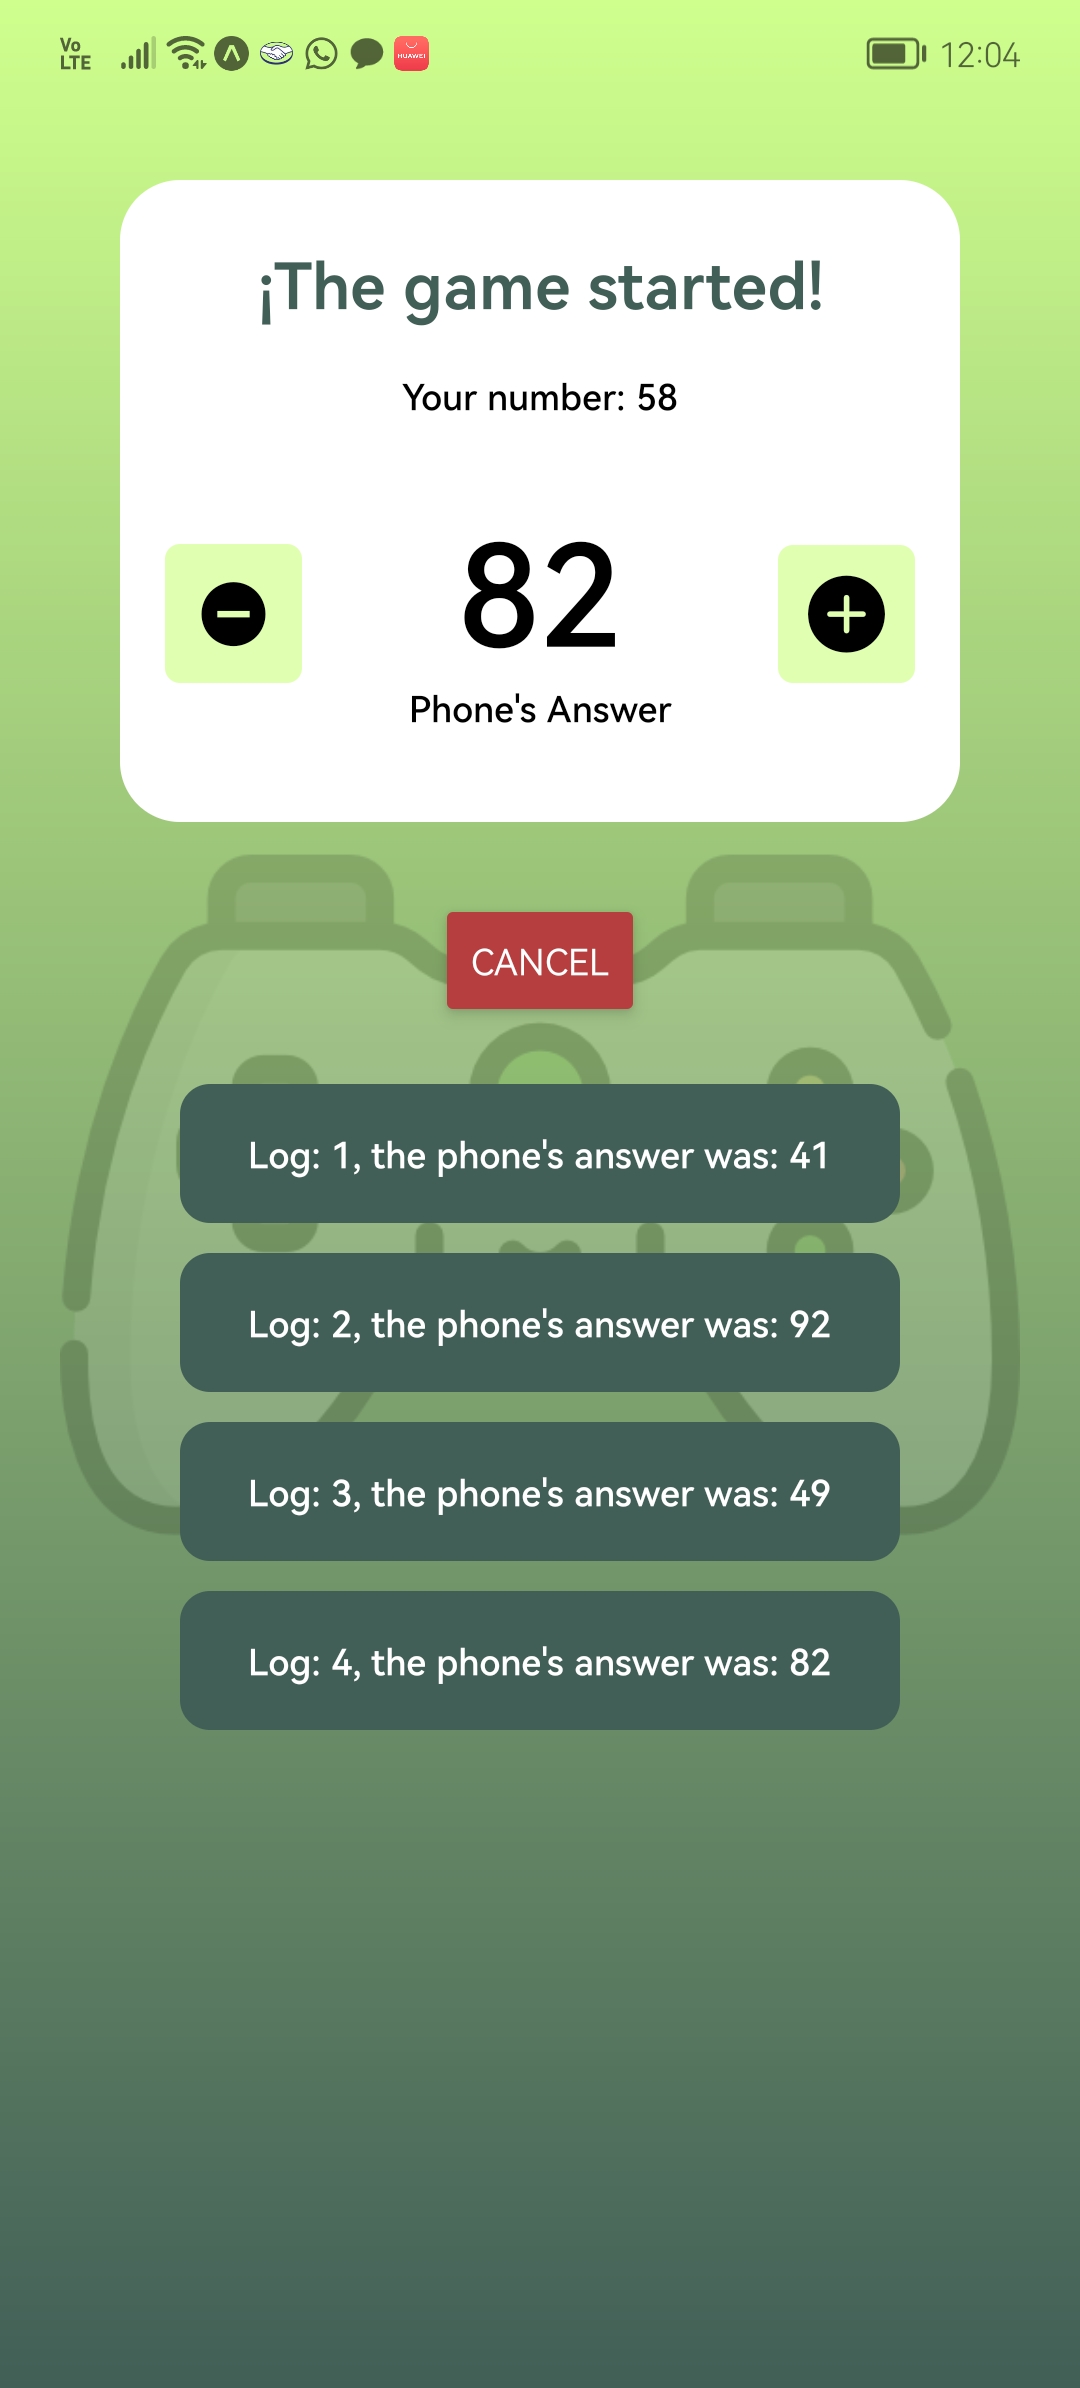 Vo
LTE
HUAWEI
12:04
¡The game started!
Your number: 58
82
Phone's Answer
CANCEL
Log: 1, the phone's answer was: 41
Log: 2, the phone's answer was: 92
Log: 3, the phone's answer was: 49
Log: 4, the phone's answer was: 82